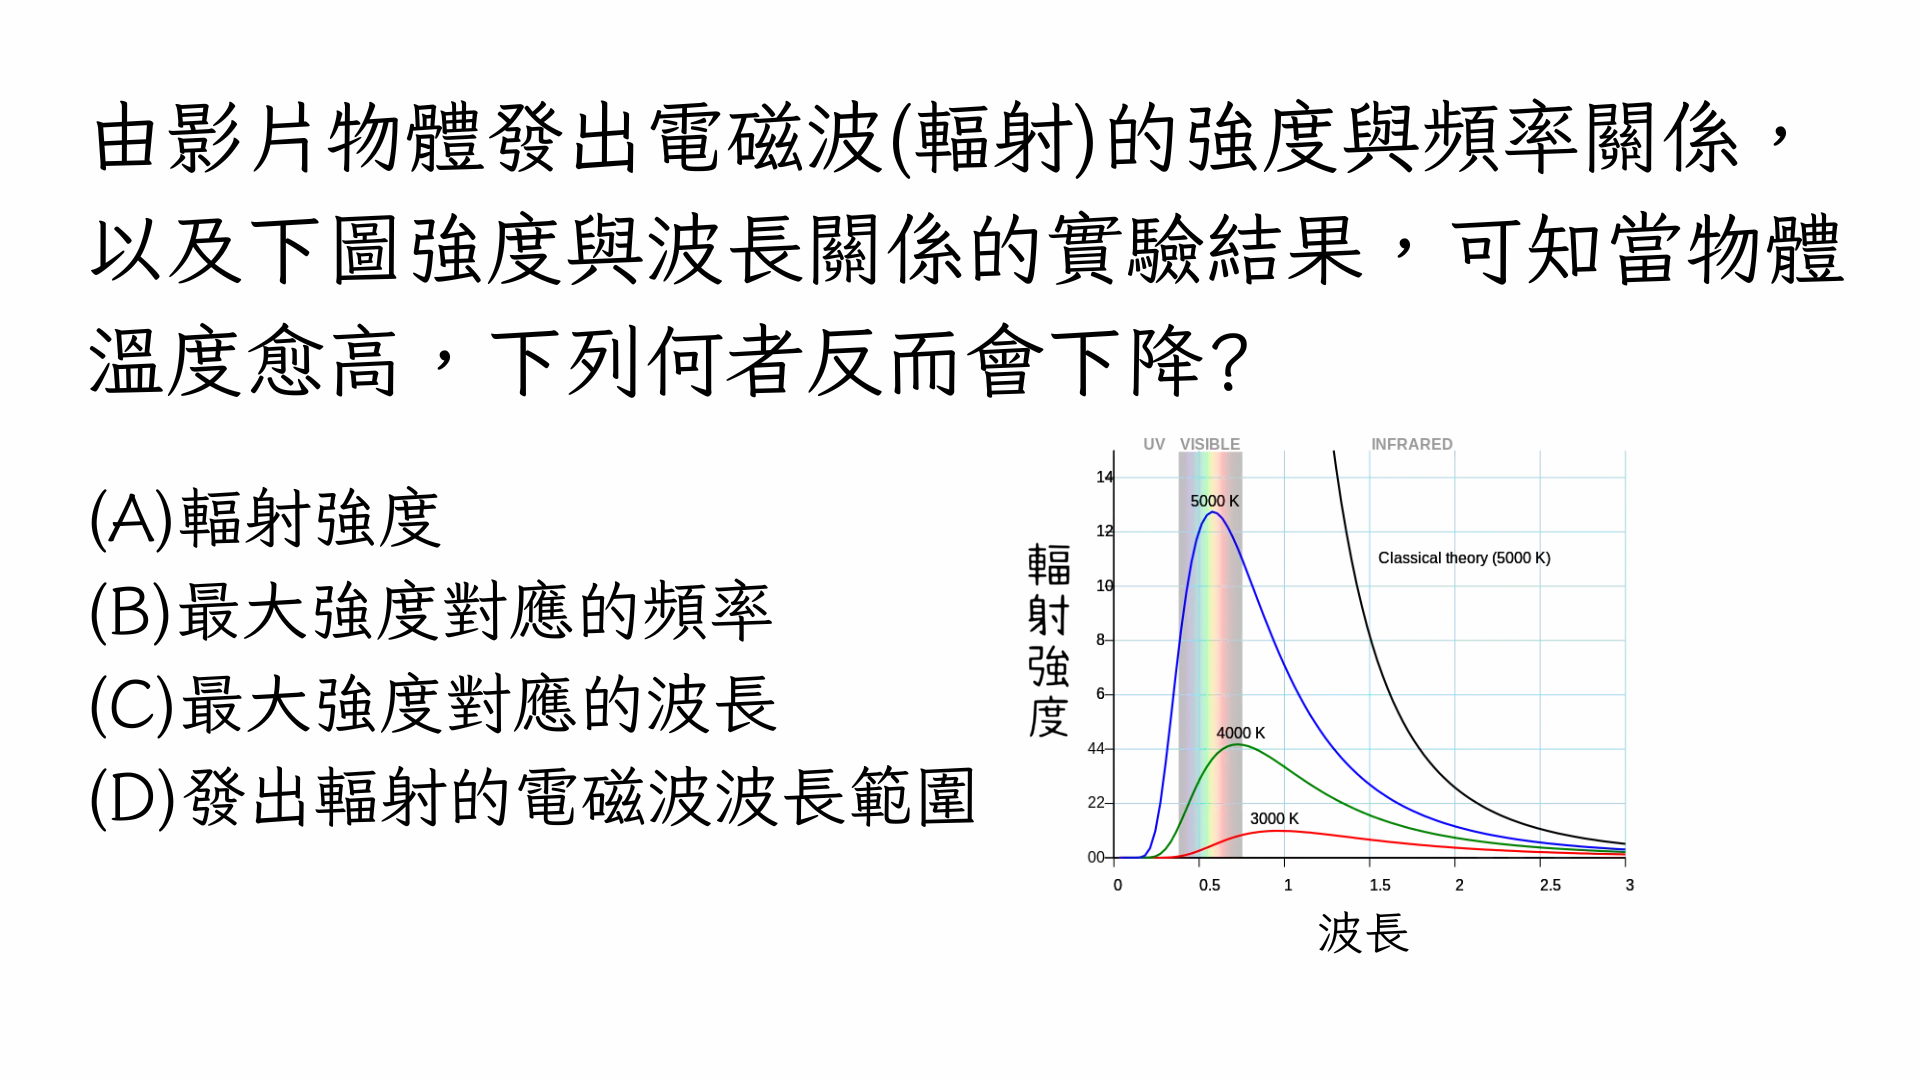 由影片物體發出電磁波(輻射)的強度與頻率關係，
以及下圖強度與波長關係的實驗結果，可知當物體
溫度愈高，下列何者反而會下降?
(A)輻射強度
(B)最大強度對應的頻率
(C)最大強度對應的波長
(D)發出輻射的電磁波波長範圍
UV VISIBLE INFRARED
14
5000 K
12
Classical theory (5000 K)
10
8
6
4000 K
44
22
3000 K
00
0 0.5 1 1.5 2 2.5 3
輻射強度
波長